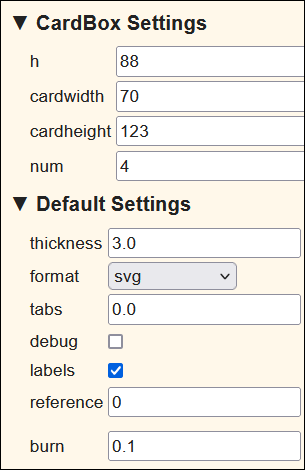 ▼ CardBox Settings
h 88
cardwidth 70
cardheight 123
num 4
▼ Default Settings
thickness 3.0
format svg
tabs 0.0
debug
labels
reference 0
burn 0.1